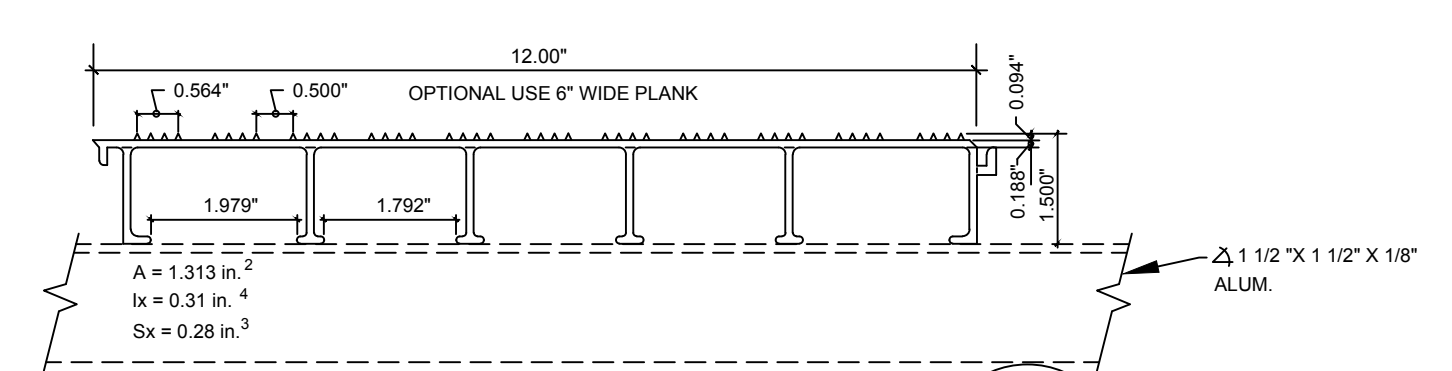 12.00"
0.564"
0.500"
OPTIONAL USE 6" WIDE PLANK
0.094"
0.188"
1.500"
1.979"
1.792"
A = 1.313 in.2
Ix = 0.31 in. 4
Sx = 0.28 in.3
1 1/2 "X 1 1/2" X 1/8"
ALUM.